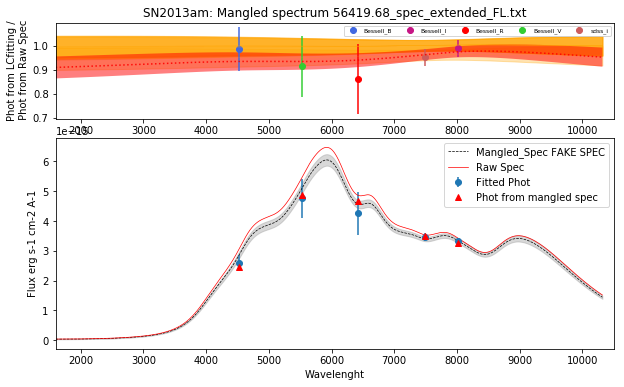 SN2013am: Mangled spectrum 56419.68_spec_extended_FL.txt
Phot from LCfitting /
Phot from Raw Spec
1.0
0.9
0.8
0.7
Bessell_B
Bessell_I
Bessell_R
Bessell_V
sdss_i
2000 3000 4000 5000 6000 7000 8000 9000 10000
Flux erg s-1 cm-2 A-1
6
5
4
3
2
1
0
Mangled_Spec FAKE SPEC
Raw Spec
Fitted Phot
Phot from mangled spec
2000 3000 4000 5000 6000 7000 8000 9000 10000
Wavelenght